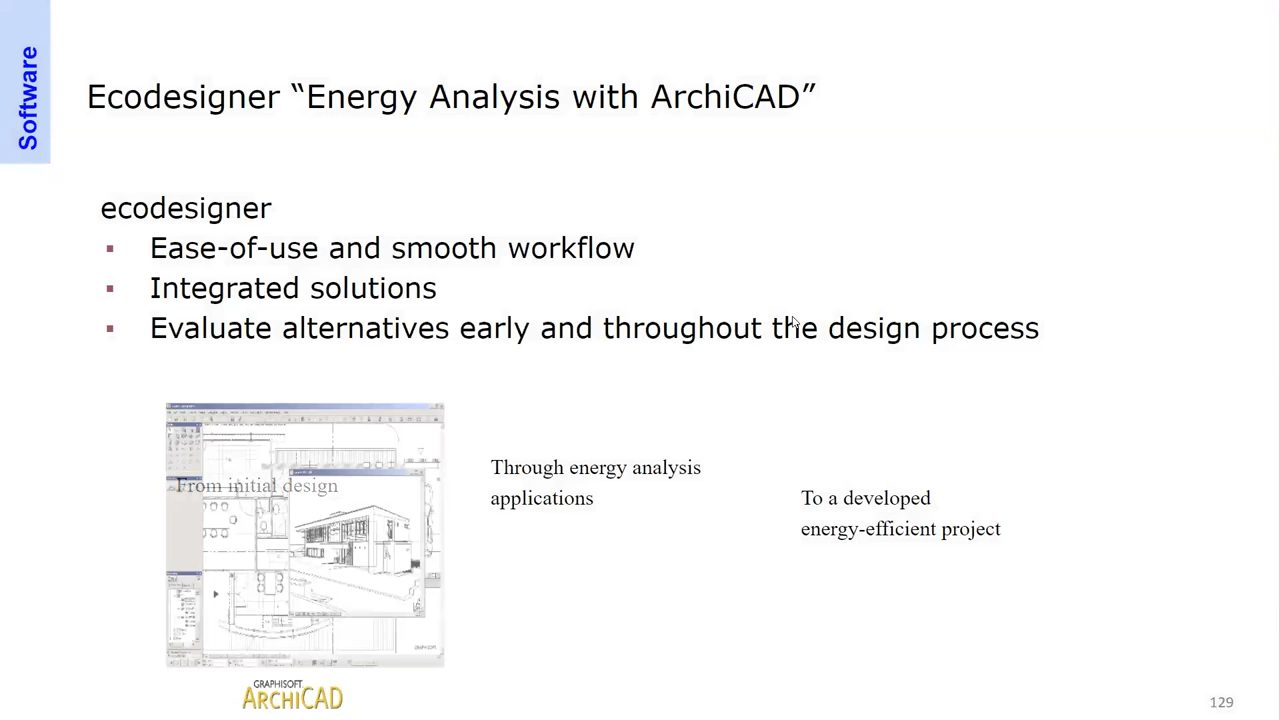 Software
Ecodesigner “Energy Analysis with ArchiCAD”
ecodesigner
▪ Ease-of-use and smooth workflow
▪ Integrated solutions
▪ Evaluate alternatives early and throughout the design process
From initial design
Through energy analysis
applications
To a developed
energy-efficient project
GRAPHISOFT
ARCHICAD
129